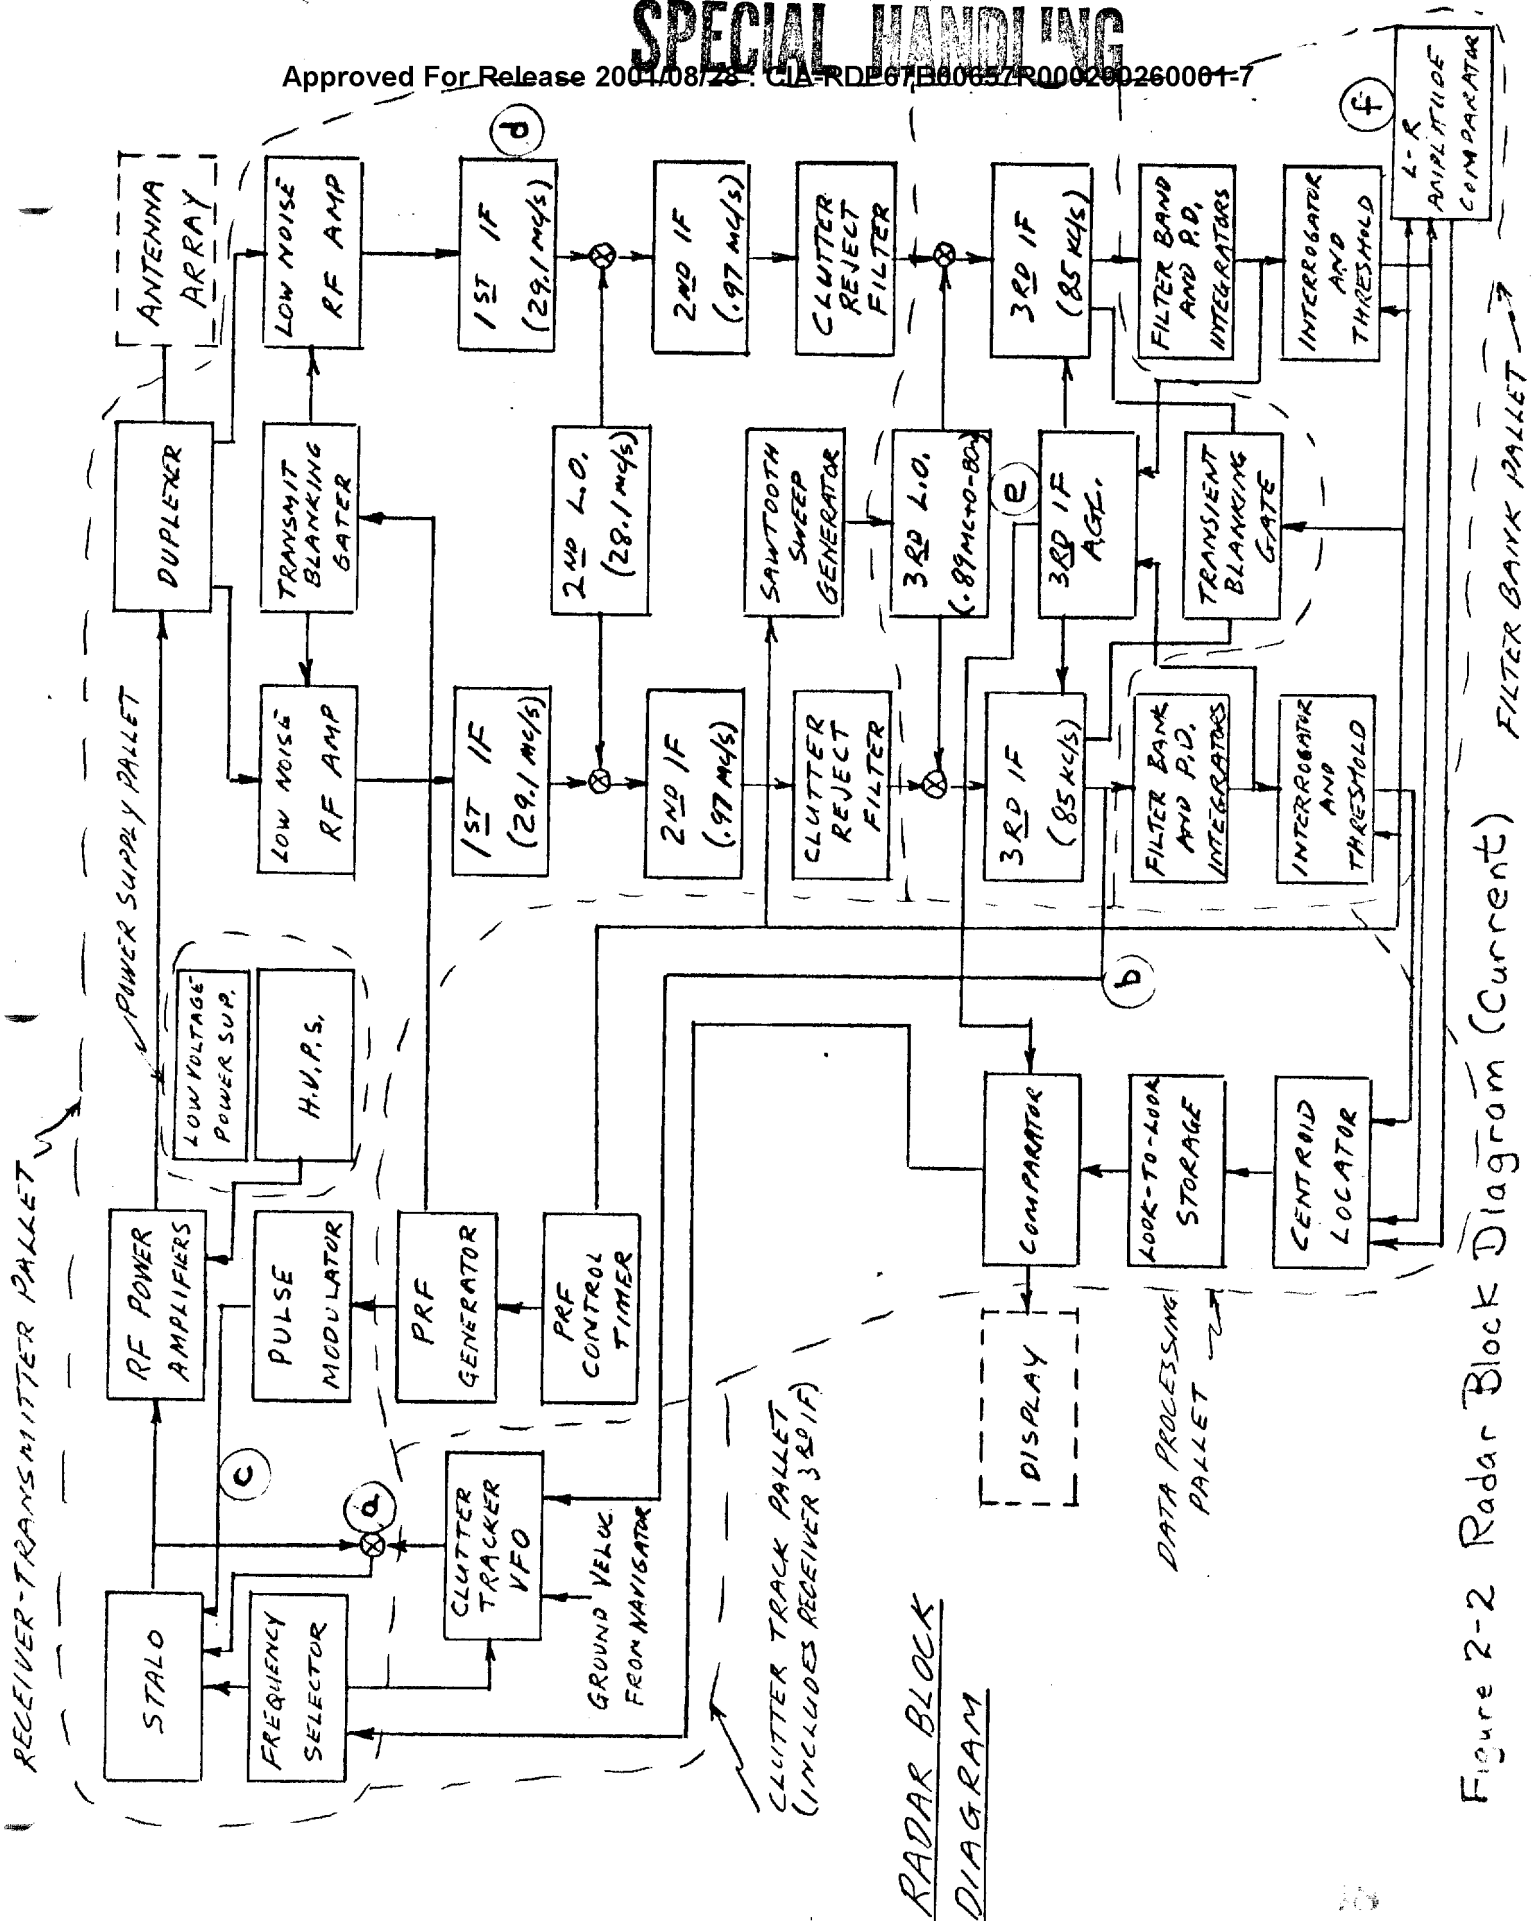 SPECIAL HANDLING
Approved For Release 2001/08/28 : CIA-RDP67B00657R000200260001-7
RECEIVER-TRANSMITTER PALLET
POWER SUPPLY PALLET
STALO
RF POWER
AMPLIFIERS
DUPLEXER
ANTENNA
ARRAY
LOW VOLTAGE
POWER SUP.
H.V.P.S.
FREQUENCY
SELECTOR
c
PULSE
MODULATOR
LOW NOISE
RF AMP
TRANSMIT
BLANKING
GATER
LOW NOISE
RF AMP
a
CLUTTER
TRACKER
VFO
PRF
GENERATOR
1ST IF
(29.1 MC/S)
1ST IF
(29.1 MC/S)
d
GROUND VELOC.
FROM NAVIGATOR
PRF
CONTROL
TIMER
2ND L.O.
(28.1 MC/S)
2ND IF
(.97 MC/S)
2ND IF
(.97 MC/S)
CLUTTER TRACK PALLET
(INCLUDES RECEIVER 3RD IF)
CLUTTER
REJECT
FILTER
SAWTOOTH
SWEEP
GENERATOR
CLUTTER
REJECT
FILTER
3RD L.O.
e
RADAR BLOCK
DIAGRAM
DISPLAY
COMPARATOR
3RD IF
(85 KC/S)
3RD IF
AGC.
3RD IF
(85 KC/S)
b
DATA PROCESSING
PALLET
LOOK-TO-LOOK
STORAGE
FILTER BANK
AND P.D.
INTEGRATORS
TRANSIENT
BLANKING
GATE
FILTER BAND
AND P.D.
INTEGRATORS
CENTROID
LOCATOR
INTERROGATOR
AND
THRESHOLD
INTERROGATOR
AND
THRESHOLD
f
L-R
AMPLITUDE
COMPARATOR
FILTER BANK PALLET
Figure 2-2 Radar Block Diagram (Current)